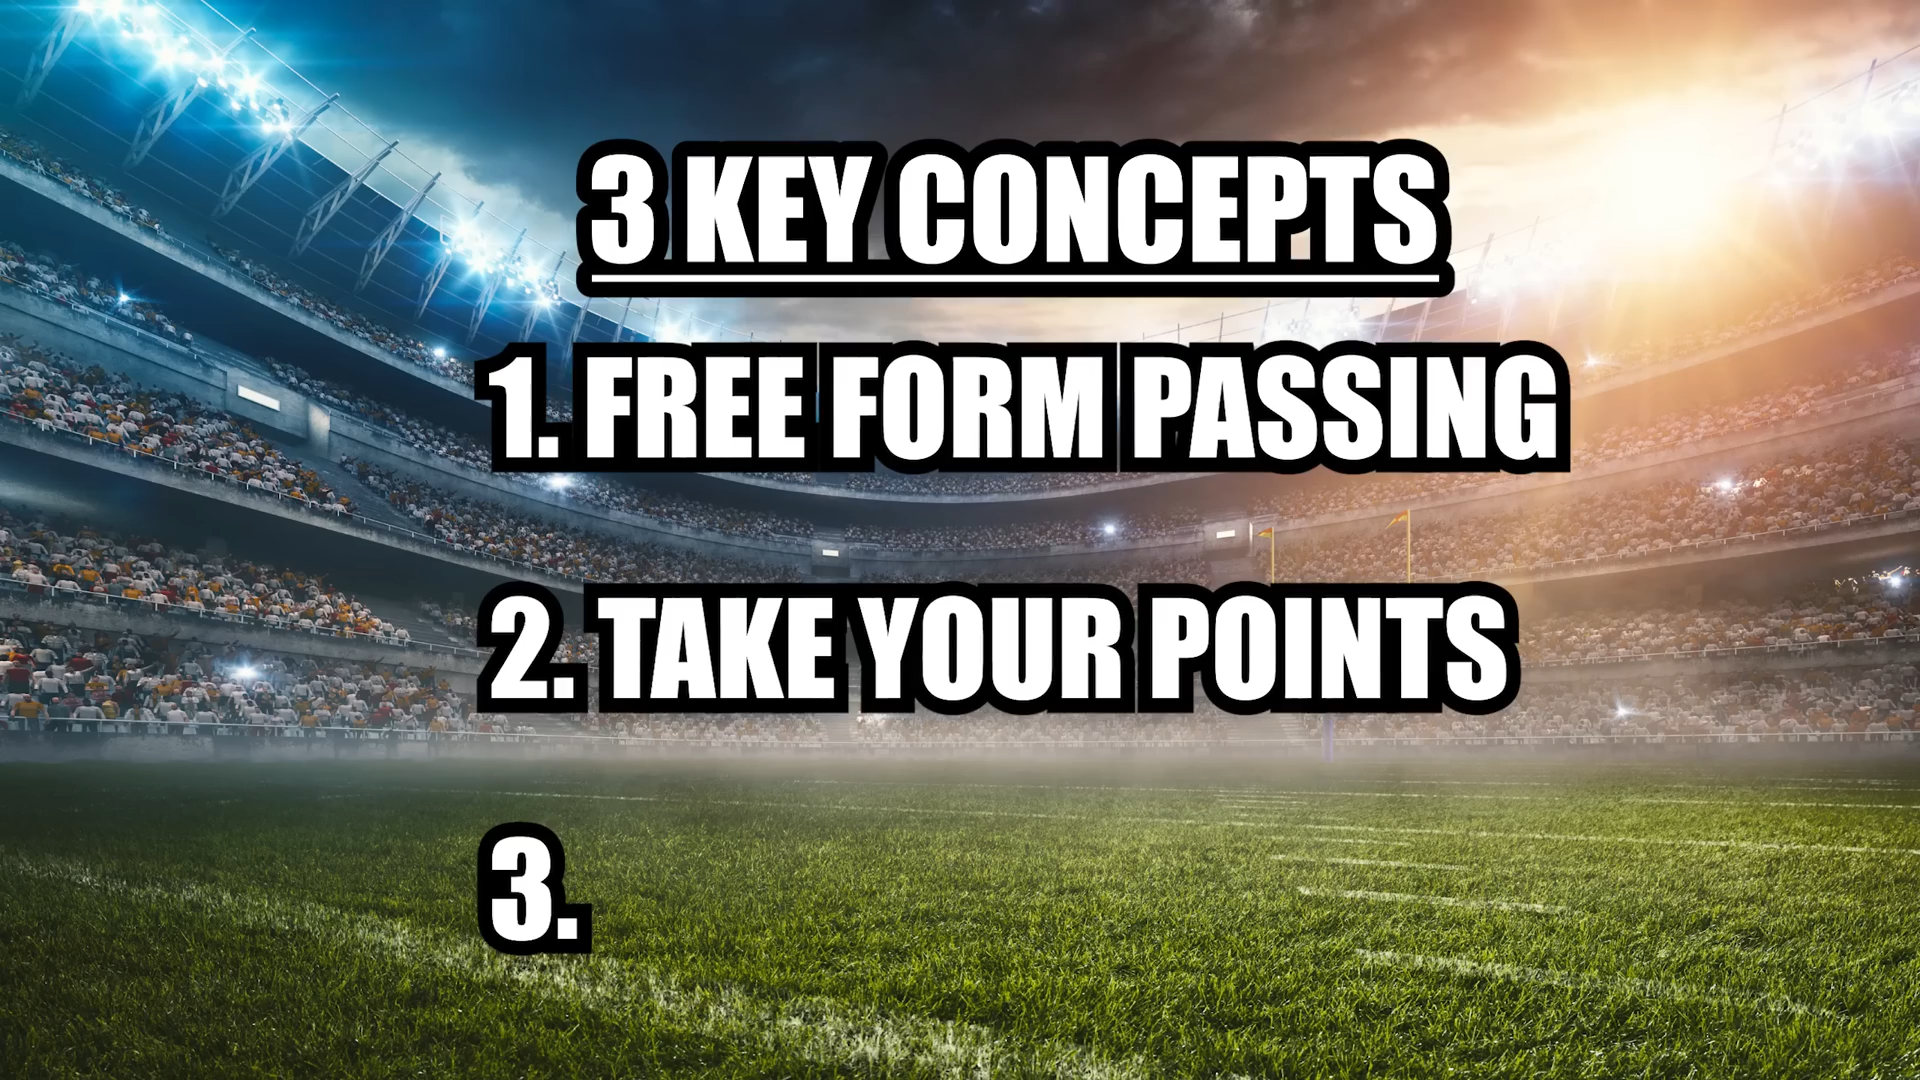 3 KEY CONCEPTS
1. FREE FORM PASSING
2. TAKE YOUR POINTS
3.